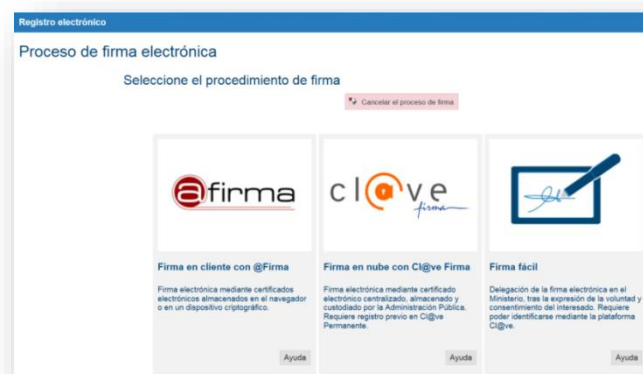 Registro electrónico
Proceso de firma electrónica
Seleccione el procedimiento de firma
Cancelar el proceso de firma
@firma
cl@ve
firma
Firma en cliente con @Firma
Firma electrónica mediante certificados
electrónicos almacenados en el navegador
o en un dispositivo criptográfico.
Ayuda
Firma en nube con Cl@ve Firma
Firma electrónica mediante certificado
electrónico centralizado, almacenado y
custodiado por la Administración Pública.
Requiere registro previo en Cl@ve
Permanente.
Ayuda
Firma fácil
Delegación de la firma electrónica en el
Ministerio, tras la expresión de la voluntad y
consentimiento del interesado. Requiere
poder identificarse mediante la plataforma
Cl@ve.
Ayuda